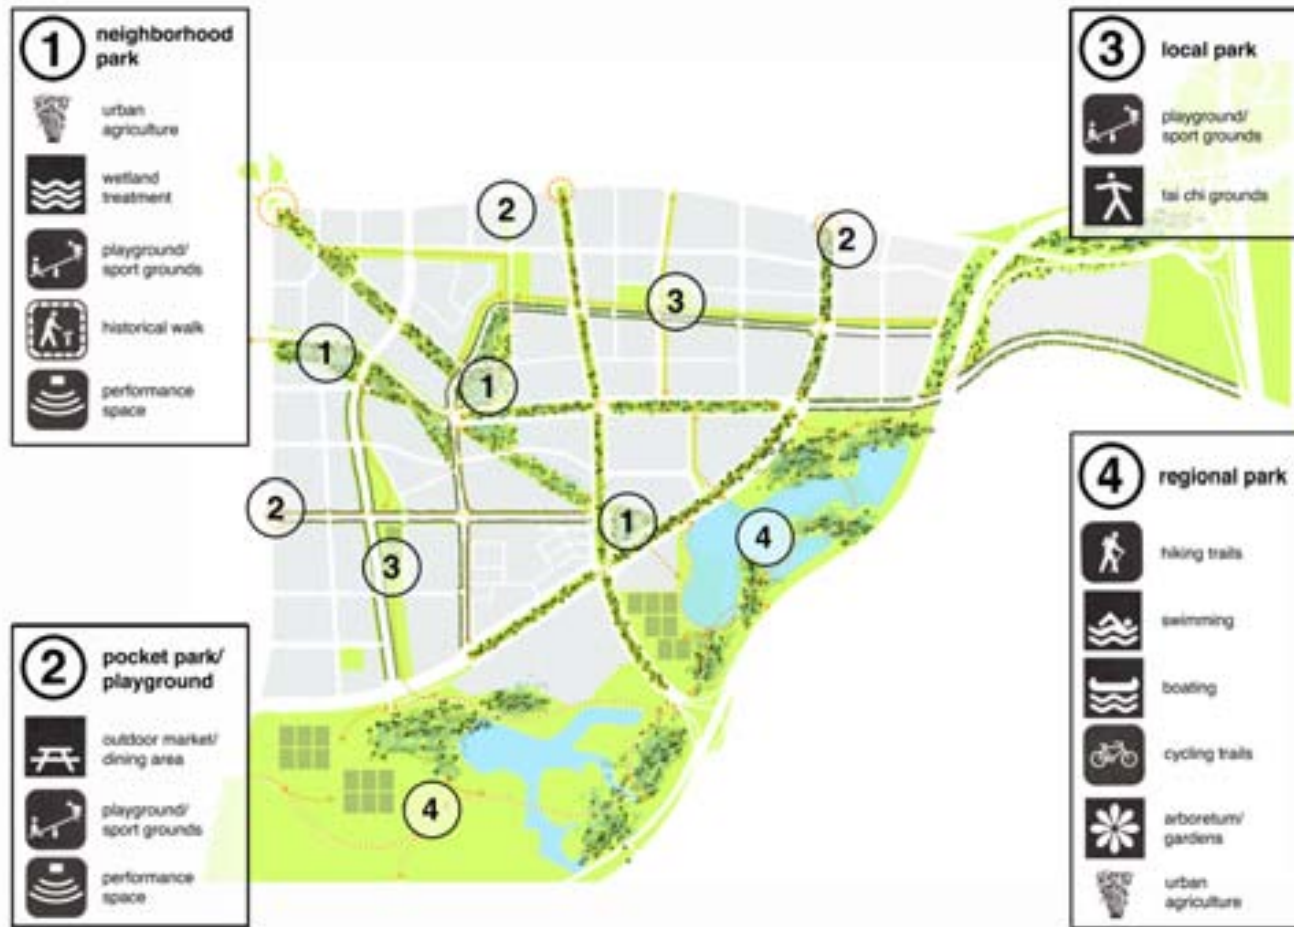 1
neighborhood
park
urban
agriculture
wetland
treatment
playground/
sport grounds
historical walk
performance
space
2
pocket park/
playground
outdoor market/
dining area
playground/
sport grounds
performance
space
2
2
3
1
1
2
1
4
3
4
3
local park
playground/
sport grounds
tai chi grounds
4
regional park
hiking trails
swimming
boating
cycling trails
arboretum/
gardens
urban
agriculture